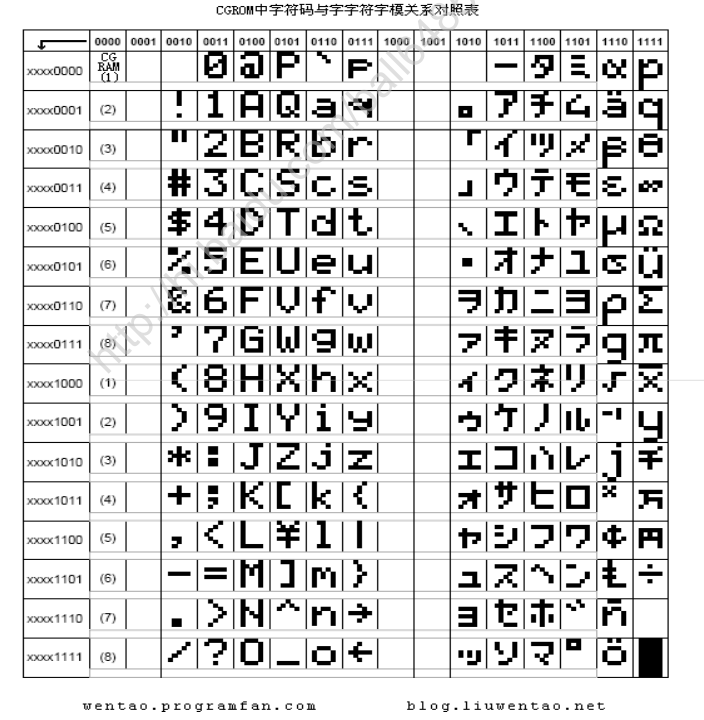 CGROM中字符码与字字符字模关系对照表
0000 0001 0010 0011 0100 0101 0110 0111 1000 1001 1010 1011 1100 1101 1110 1111
xxxx0000 CG RAM (1) 0 @ P ` p ー タ ミ α p
xxxx0001 (2) ! 1 A Q a q 。 ア チ ム ä q
xxxx0010 (3) " 2 B R b r 「 イ ツ メ β θ
xxxx0011 (4) # 3 C S c s 」 ウ テ モ ε ∞
xxxx0100 (5) $ 4 D T d t 、 エ ト ヤ μ Ω
xxxx0101 (6) % 5 E U e u ・ オ ナ ユ σ ü
xxxx0110 (7) & 6 F V f v ヲ カ ニ ヨ ρ Σ
xxxx0111 (8) ' 7 G W g w ァ キ ヌ ラ g π
xxxx1000 (1) ( 8 H X h x ィ ク ネ リ √ x̄
xxxx1001 (2) ) 9 I Y i y ゥ ケ ノ ル ⁻¹ y
xxxx1010 (3) * : J Z j z ェ コ ハ レ j 千
xxxx1011 (4) + ; K [ k { ォ サ ヒ ロ ˣ 万
xxxx1100 (5) , < L ¥ l | ャ シ フ ワ ¢ 円
xxxx1101 (6) - = M ] m } ュ ス ヘ ン ÷
xxxx1110 (7) . > N ^ n → ョ セ ホ ゛ ñ
xxxx1111 (8) / ? O _ o ← ッ ソ マ ゜ ö █
wentao.programfan.com blog.liuwentao.net